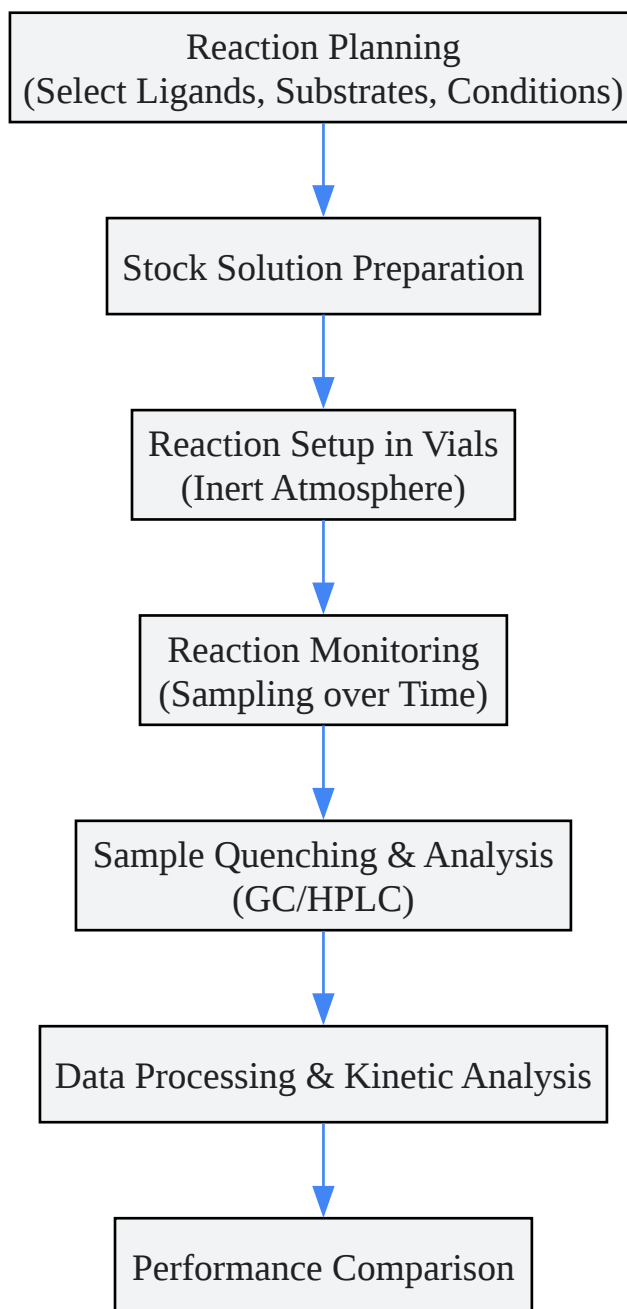 Reaction Planning
(Select Ligands, Substrates, Conditions)
Stock Solution Preparation
Reaction Setup in Vials
(Inert Atmosphere)
Reaction Monitoring
(Sampling over Time)
Sample Quenching & Analysis
(GC/HPLC)
Data Processing & Kinetic Analysis
Performance Comparison